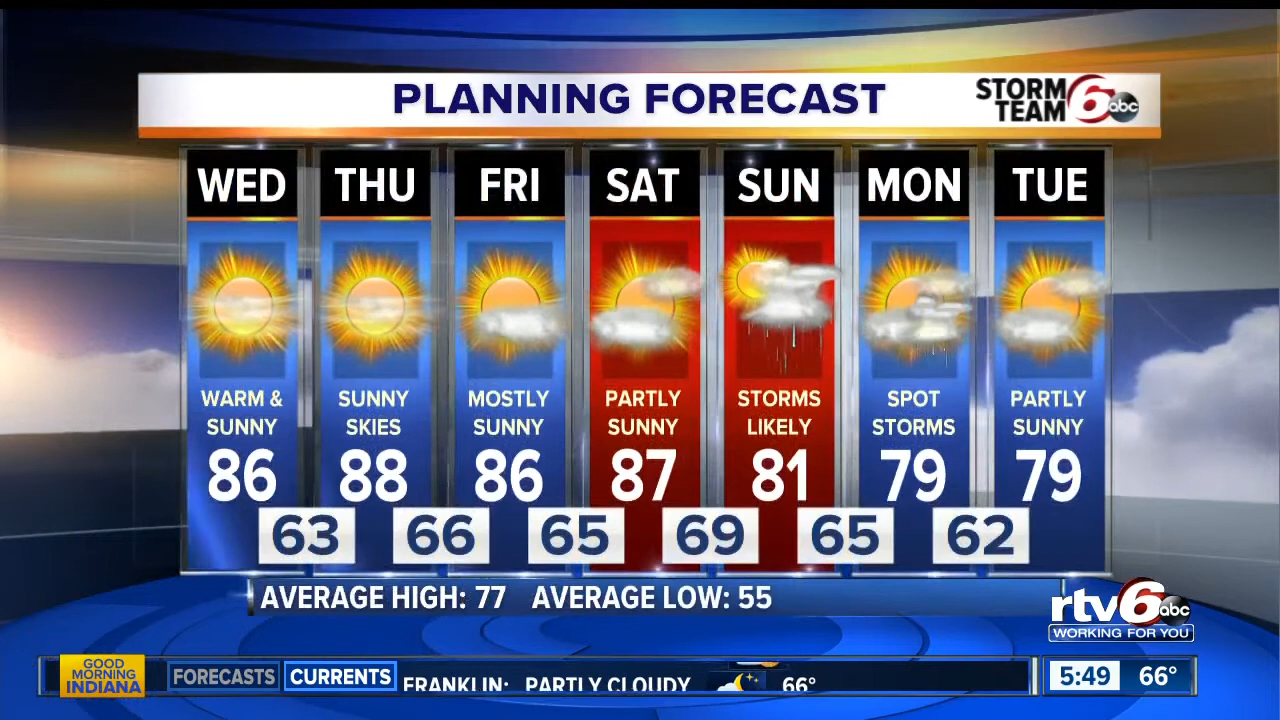 PLANNING FORECAST
STORM
TEAM 6 abc
WED THU FRI SAT SUN MON TUE
WARM & SUNNY MOSTLY PARTLY STORMS SPOT PARTLY
SUNNY SKIES SUNNY SUNNY LIKELY STORMS SUNNY
86 88 86 87 81 79 79
63 66 65 69 65 62
AVERAGE HIGH: 77 AVERAGE LOW: 55
rtv6 abc
WORKING FOR YOU
GOOD
MORNING
INDIANA
FORECASTS CURRENTS FRANKLIN: PARTLY CLOUDY 66° 5:49 66°